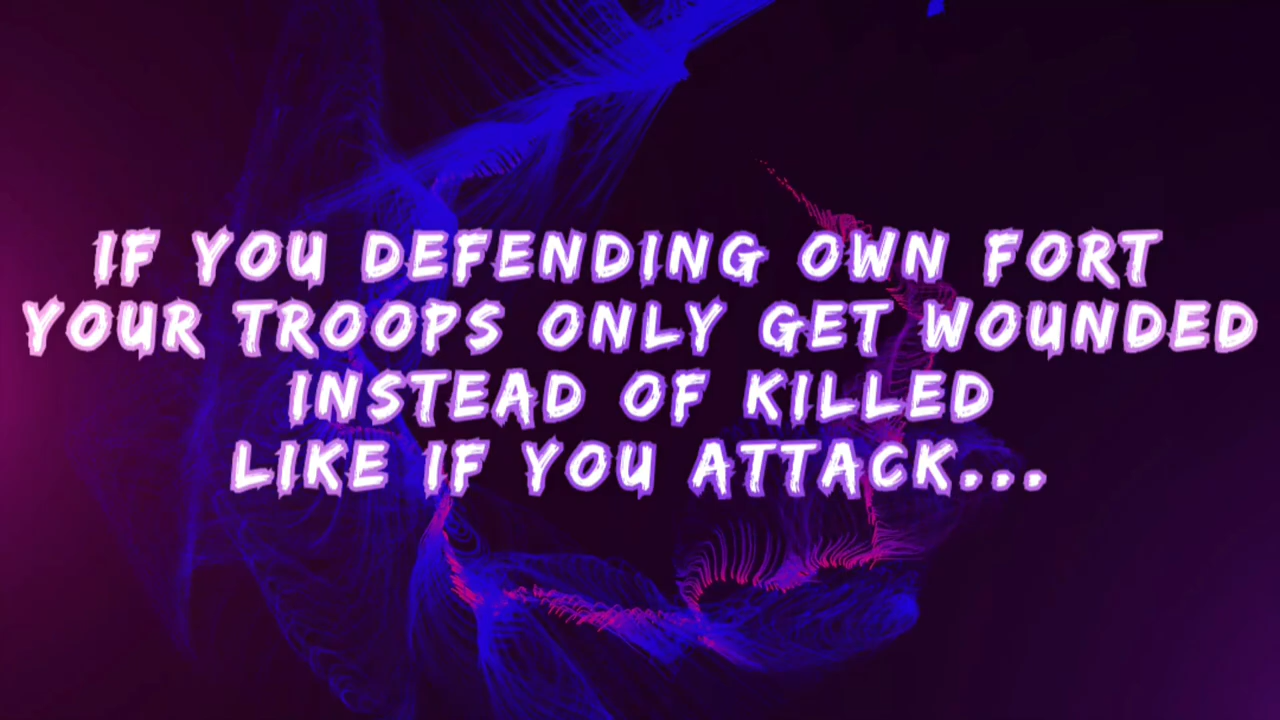 IF YOU DEFENDING OWN FORT
YOUR TROOPS ONLY GET WOUNDED
INSTEAD OF KILLED
LIKE IF YOU ATTACK...